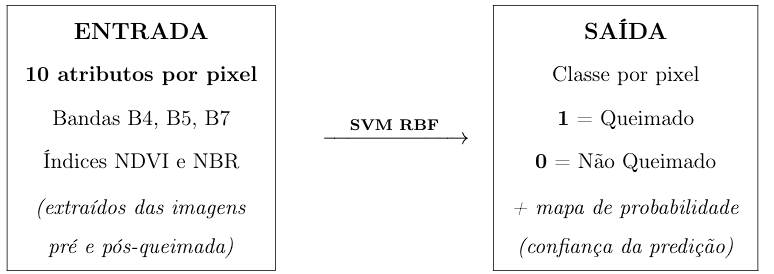 ENTRADA
10 atributos por pixel
Bandas B4, B5, B7
Índices NDVI e NBR
(extraídos das imagens
pré e pós-queimada)
SVM RBF
SAÍDA
Classe por pixel
1 = Queimado
0 = Não Queimado
+ mapa de probabilidade
(confiança da predição)